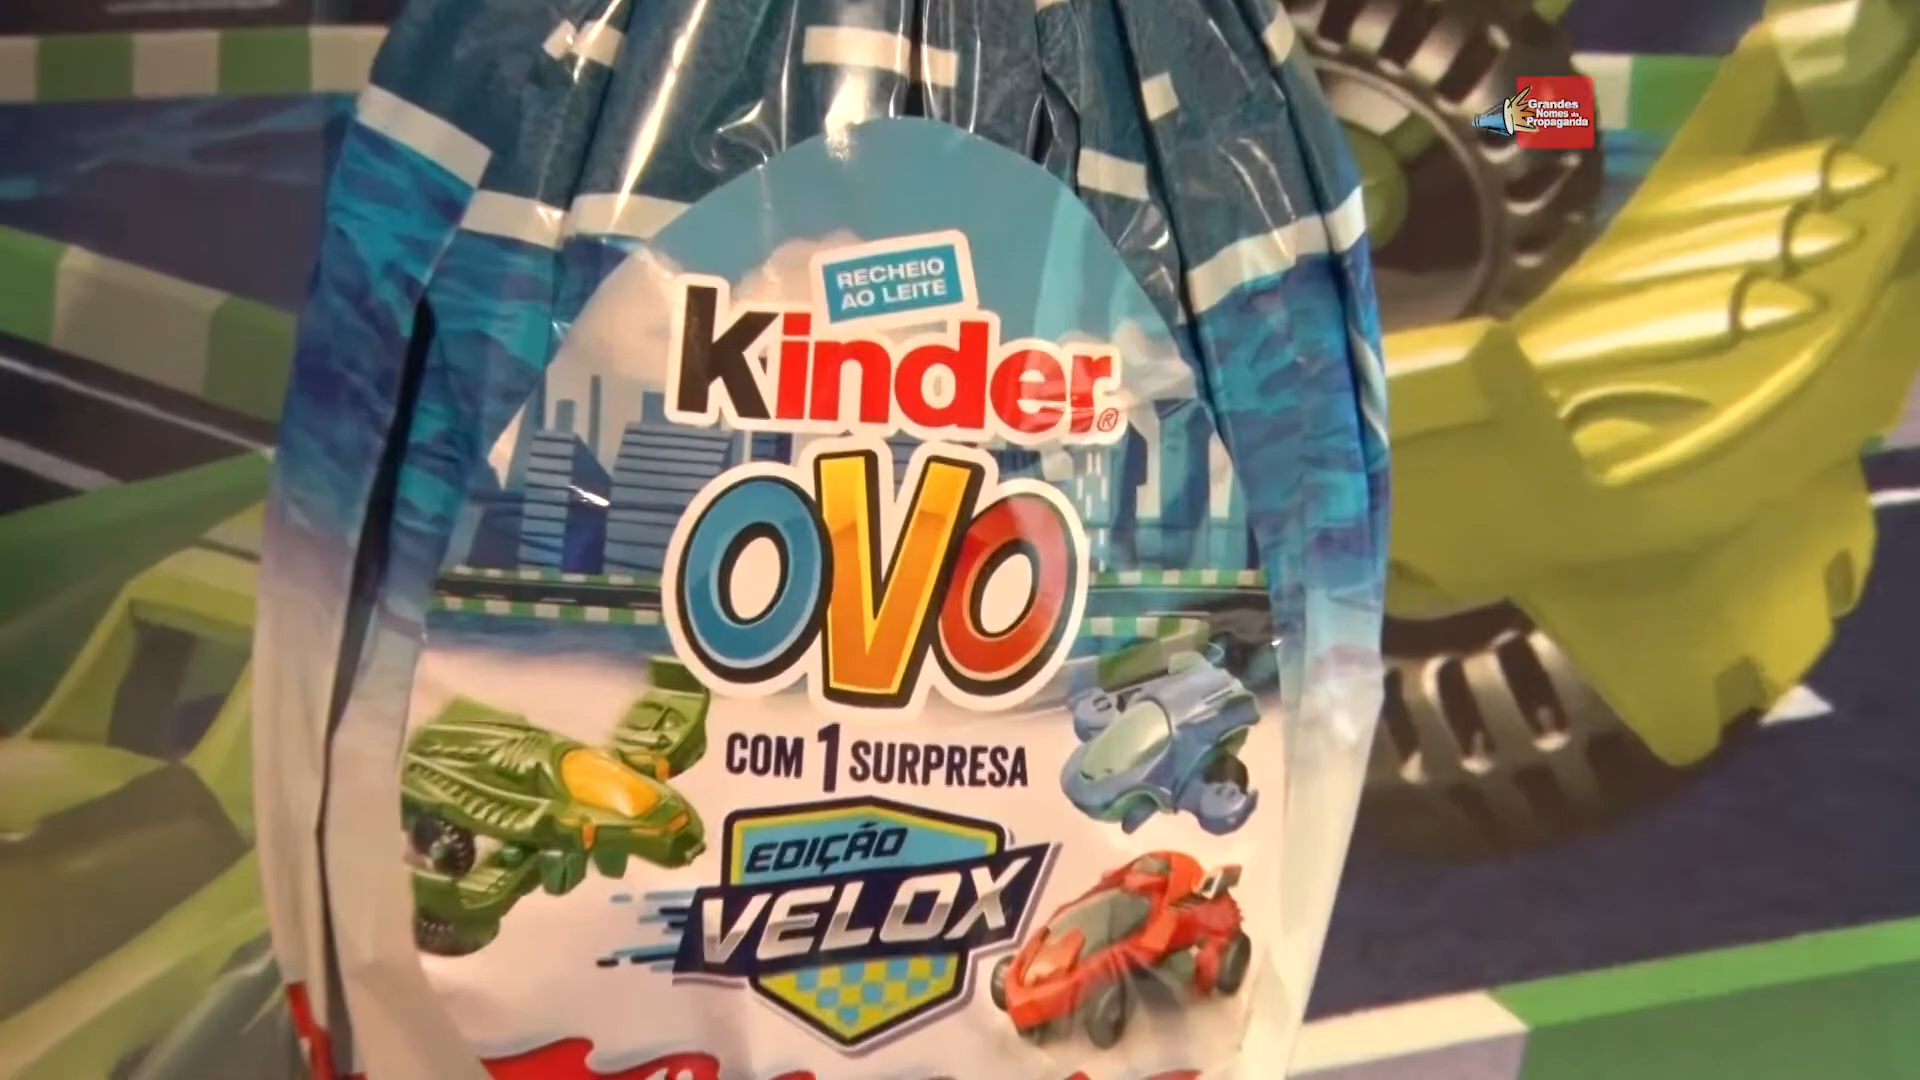 Grandes
Nomes da
Propaganda
RECHEIO
AO LEITE
Kinder®
OVO
COM 1 SURPRESA
EDIÇÃO
VELOX